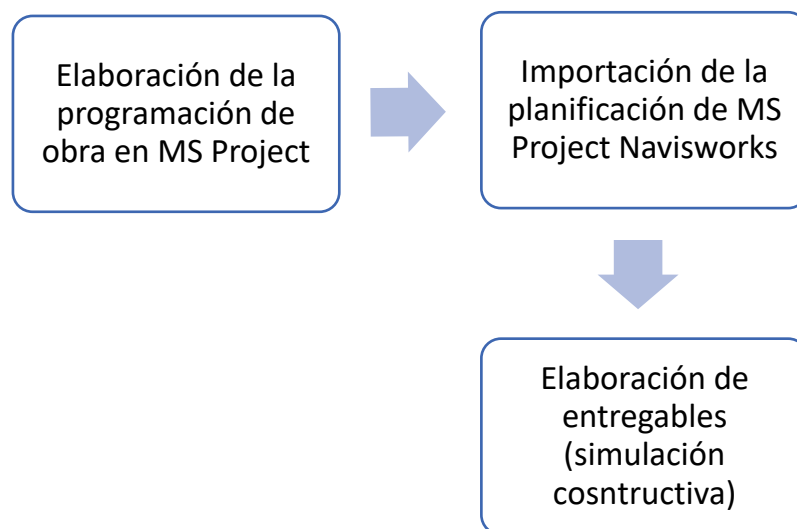 Elaboración de la
programación de
obra en MS Project
Importación de la
planificación de MS
Project Navisworks
Elaboración de
entregables
(simulación
cosntructiva)